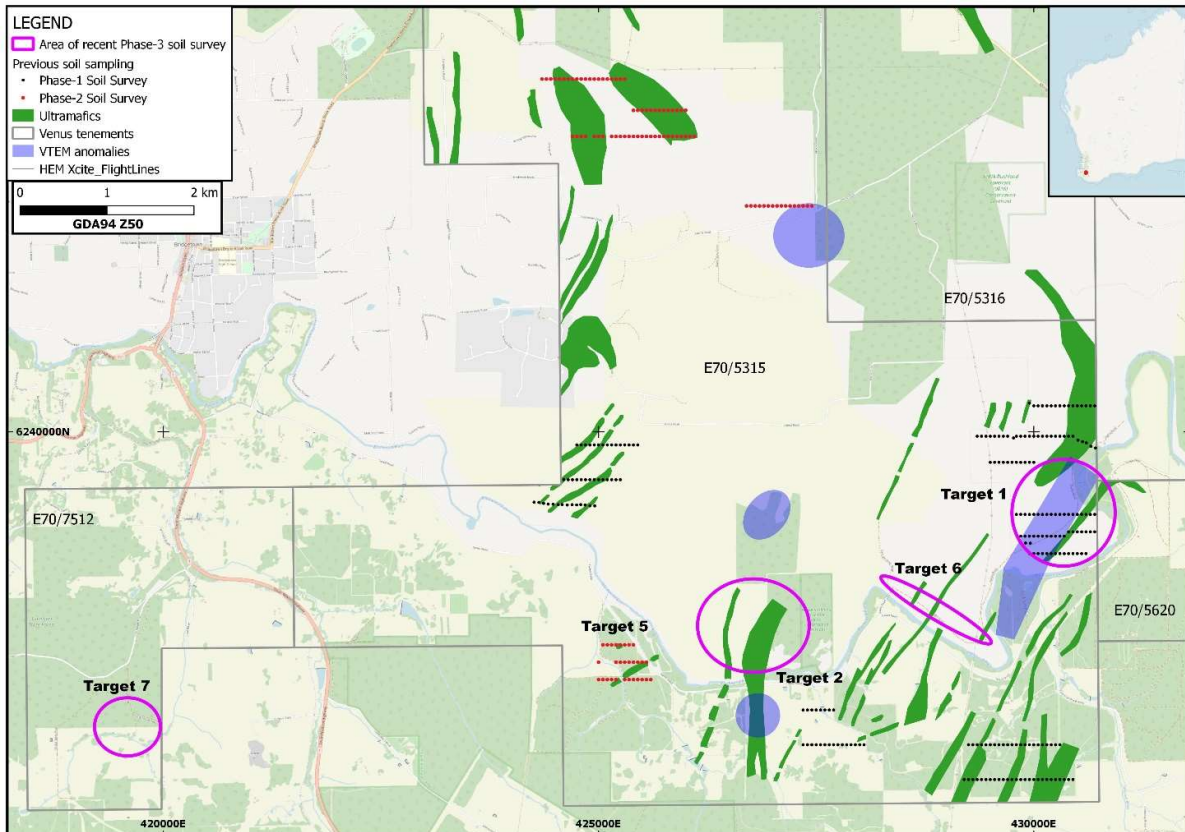 LEGEND
Area of recent Phase-3 soil survey
Previous soil sampling
Phase-1 Soil Survey
Phase-2 Soil Survey
Ultramafics
Venus tenements
VTEM anomalies
HEM Xcite_FlightLines
0 1 2 km
GDA94 Z50
Bridgetown
E70/5316
E70/5315
6240000N
Target 1
E70/7512
Target 6
E70/5620
Target 5
Target 2
Target 7
420000E 425000E 430000E